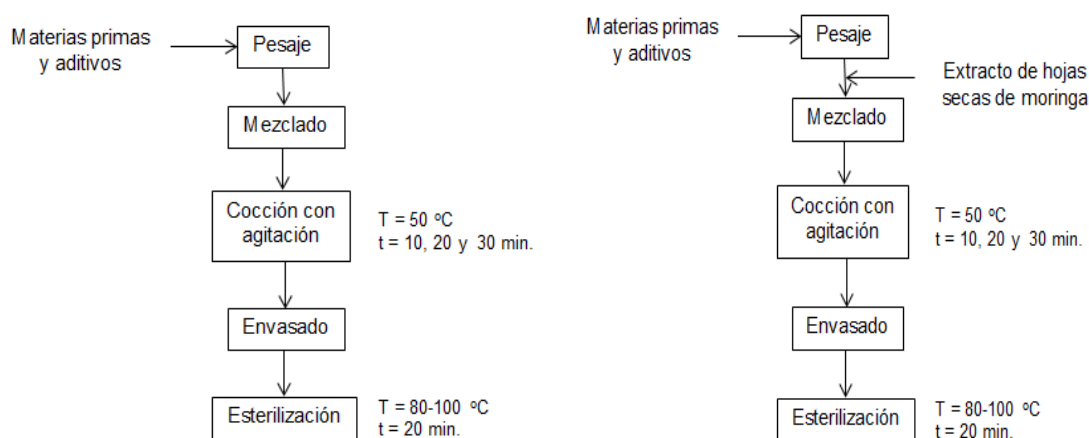 Materias primas
y aditivos
Pesaje
Mezclado
Cocción con
agitación
T = 50 ºC
t = 10, 20 y 30 min.
Envasado
Esterilización
T = 80-100 ºC
t = 20 min.
Materias primas
y aditivos
Pesaje
Extracto de hojas
secas de moringa
Mezclado
Cocción con
agitación
T = 50 ºC
t = 10, 20 y 30 min.
Envasado
Esterilización
T = 80-100 ºC
t = 20 min.